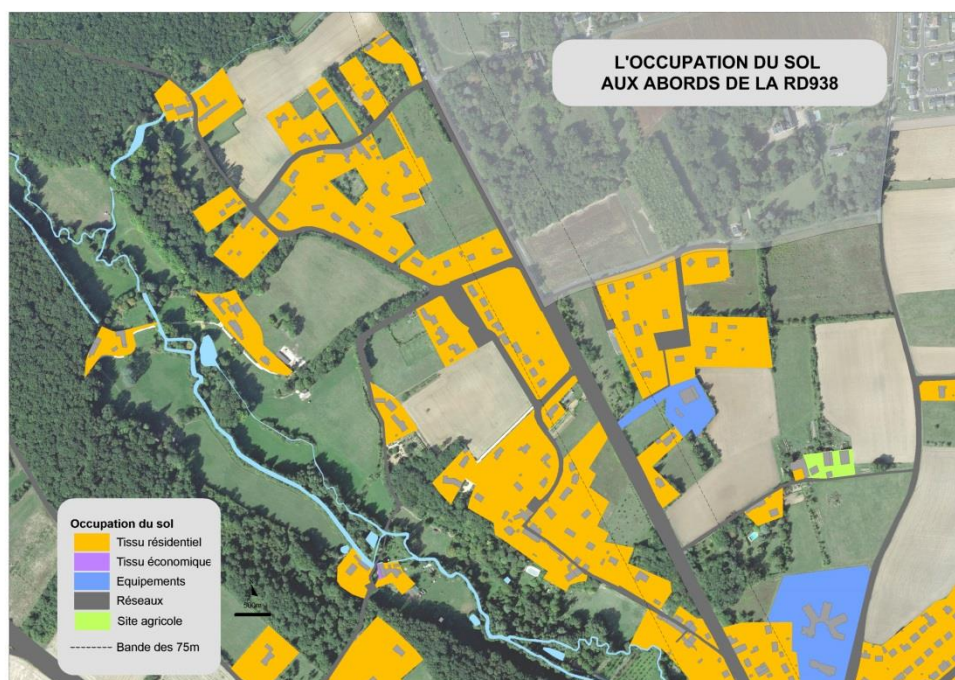 L'OCCUPATION DU SOL
AUX ABORDS DE LA RD938
Occupation du sol
Tissu résidentiel
Tissu économique
Equipements
Réseaux
Site agricole
Bande des 75m